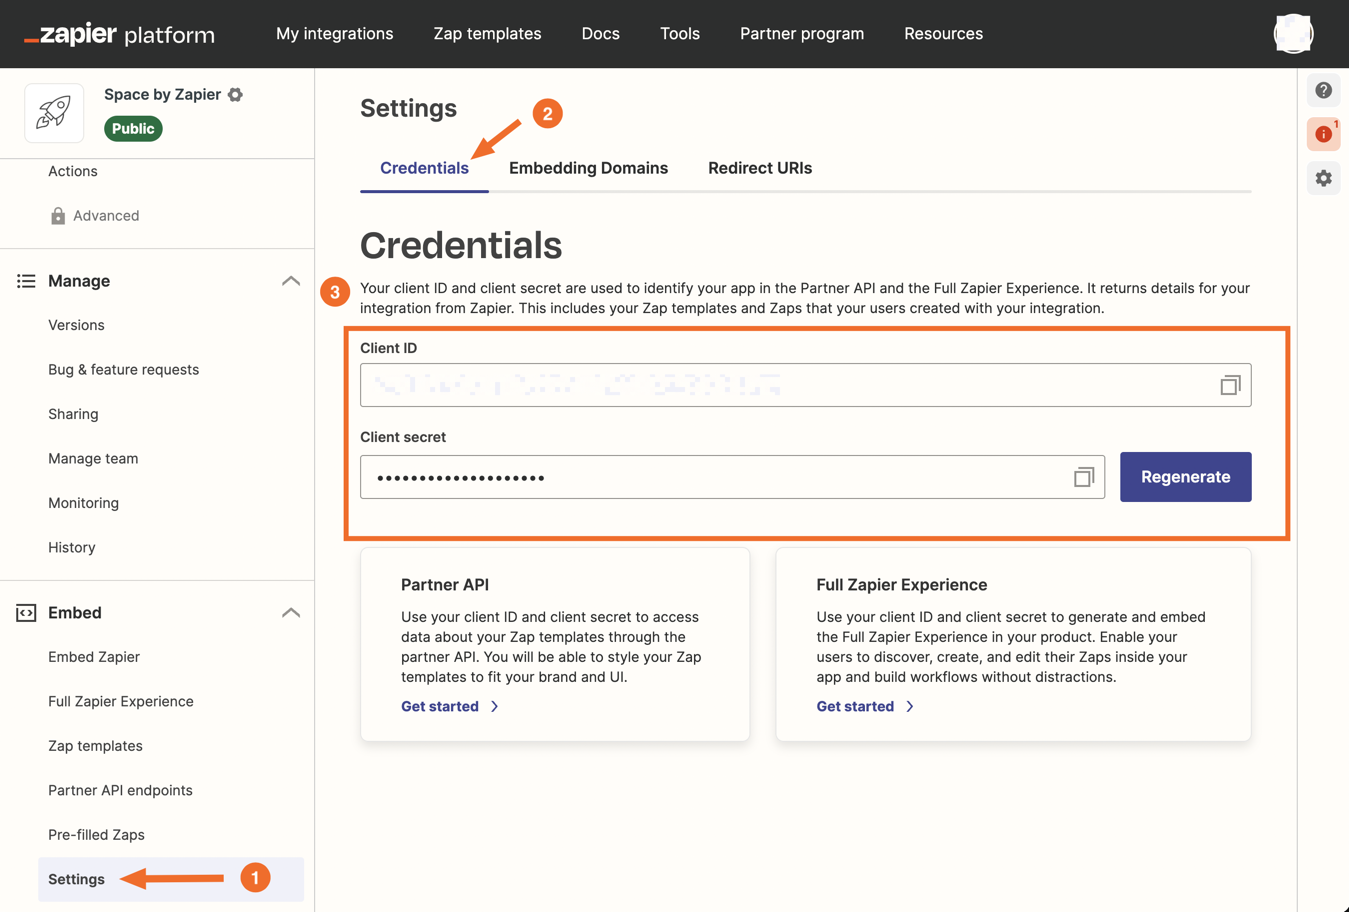 zapier platform
My integrations
Zap templates
Docs
Tools
Partner program
Resources
Space by Zapier
Public
Actions
Advanced
Manage
Versions
Bug & feature requests
Sharing
Manage team
Monitoring
History
Embed
Embed Zapier
Full Zapier Experience
Zap templates
Partner API endpoints
Pre-filled Zaps
Settings
1
Settings
2
Credentials
Embedding Domains
Redirect URIs
Credentials
3
Your client ID and client secret are used to identify your app in the Partner API and the Full Zapier Experience. It returns details for your
integration from Zapier. This includes your Zap templates and Zaps that your users created with your integration.
Client ID
Client secret
••••••••••••••••••••
Regenerate
Partner API
Use your client ID and client secret to access
data about your Zap templates through the
partner API. You will be able to style your Zap
templates to fit your brand and UI.
Get started
Full Zapier Experience
Use your client ID and client secret to generate and embed
the Full Zapier Experience in your product. Enable your
users to discover, create, and edit their Zaps inside your
app and build workflows without distractions.
Get started
1